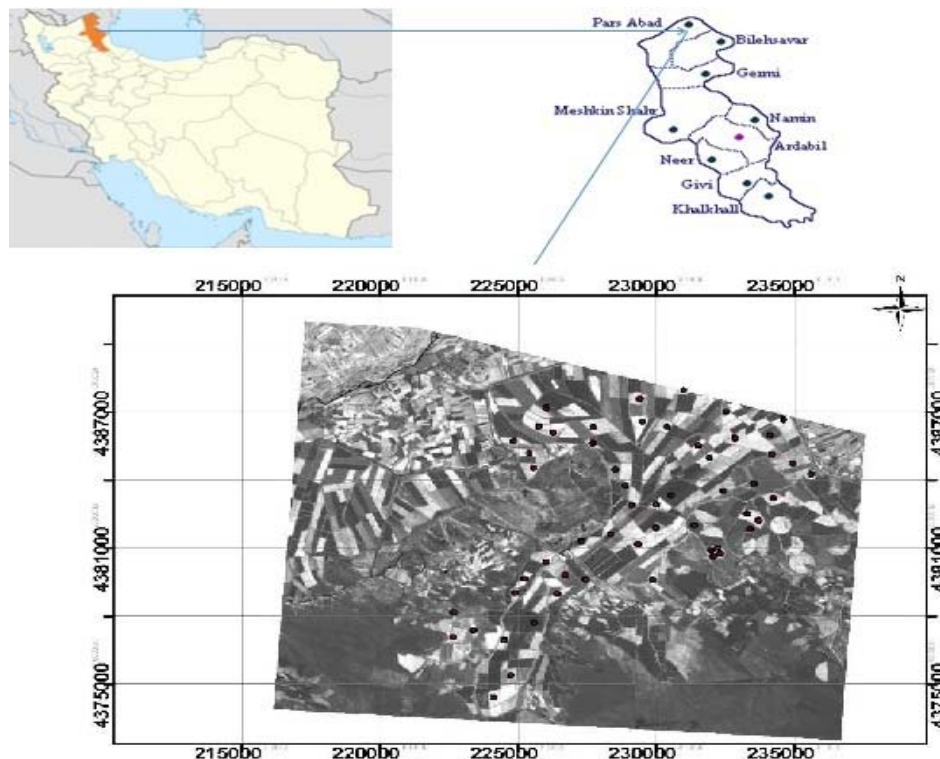 Pars Abad
Bilehsavar
Germi
Meshkin Shahr
Namin
Ardabil
Neer
Givi
Khalkhall
215000 220000 225000 230000 235000
4387000 4387000
4381000 4381000
4375000 4375000
215000 220000 225000 230000 235000